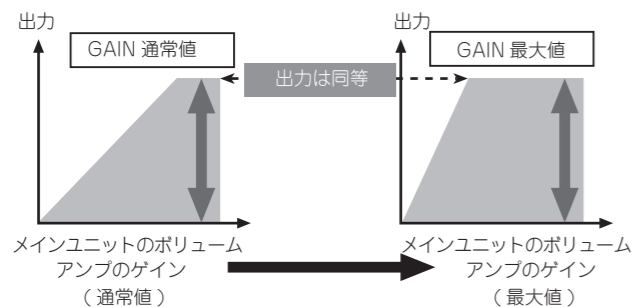 出力
GAIN 通常値
出力は同等
出力
GAIN 最大値
メインユニットのボリューム
アンプのゲイン
（通常値）
メインユニットのボリューム
アンプのゲイン
（最大値）